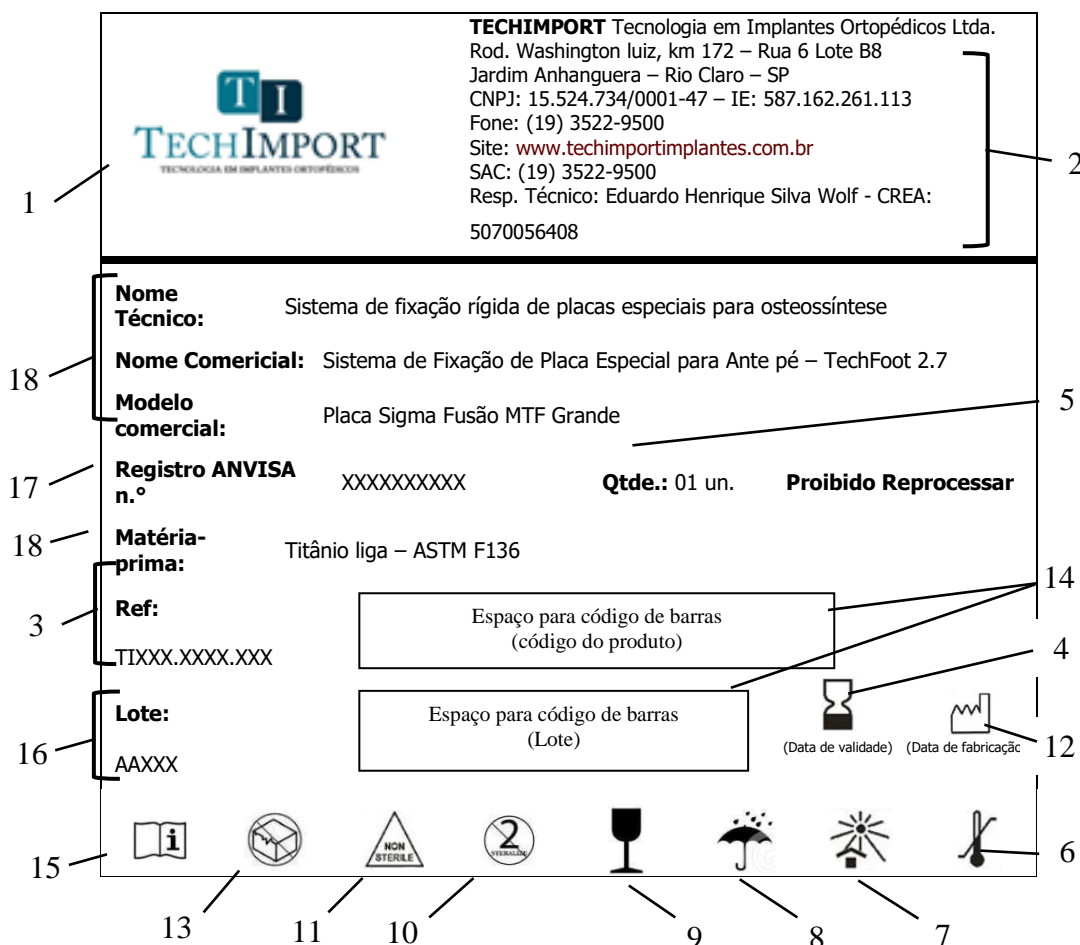 TECHIMPORT Tecnologia em Implantes Ortopédicos Ltda.
Rod. Washington luiz, km 172 – Rua 6 Lote B8
Jardim Anhanguera – Rio Claro – SP
CNPJ: 15.524.734/0001-47 – IE: 587.162.261.113
Fone: (19) 3522-9500
Site: www.techimportimplantes.com.br
SAC: (19) 3522-9500
Resp. Técnico: Eduardo Henrique Silva Wolf - CREA:
5070056408
T I
TECHIMPORT
TECNOLOGIA EM IMPLANTES ORTOPÉDICOS
1
2
Nome
Técnico:
Sistema de fixação rígida de placas especiais para osteossíntese
Nome Comericial: Sistema de Fixação de Placa Especial para Ante pé – TechFoot 2.7
18
Modelo
comercial:
Placa Sigma Fusão MTF Grande
5
Registro ANVISA
n.°
XXXXXXXXXX Qtde.: 01 un. Proibido Reprocessar
17
Matéria-
prima:
Titânio liga – ASTM F136
18
14
Ref:
TIXXX.XXXX.XXX
3
Espaço para código de barras
(código do produto)
4
Lote:
AAXXX
16
Espaço para código de barras
(Lote)
(Data de validade) (Data de fabricação
12
i
NON
STERILE
2
STERILIZE
15
6
13 11 10 9 8 7